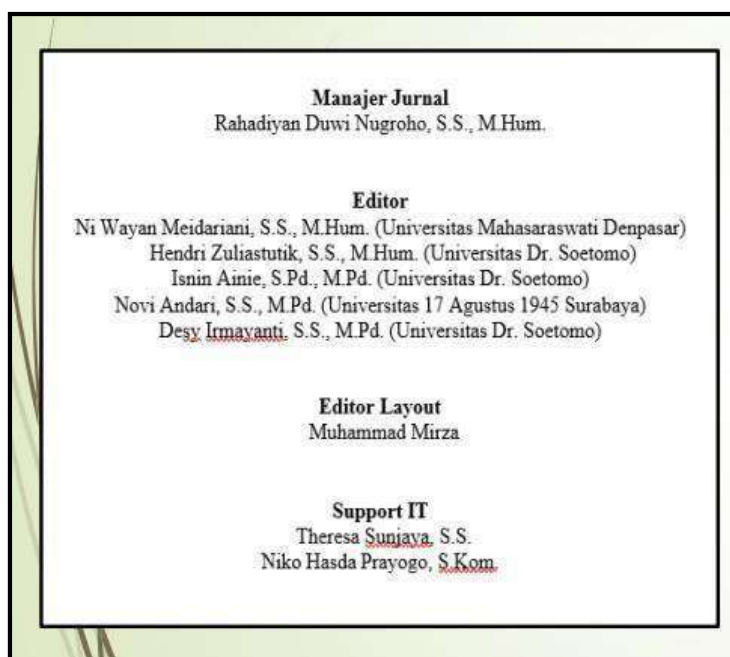 Manajer Jurnal
Rahadiyan Duwi Nugroho, S.S., M.Hum.
Editor
Ni Wayan Meidariani, S.S., M.Hum. (Universitas Mahasaraswati Denpasar)
Hendri Zuliastutik, S.S., M.Hum. (Universitas Dr. Soetomo)
Isnin Ainie, S.Pd., M.Pd. (Universitas Dr. Soetomo)
Novi Andari, S.S., M.Pd. (Universitas 17 Agustus 1945 Surabaya)
Desy Irmayanti, S.S., M.Pd. (Universitas Dr. Soetomo)
Editor Layout
Muhammad Mirza
Support IT
Theresa Sunjaya, S.S.
Niko Hasda Prayogo, S.Kom.